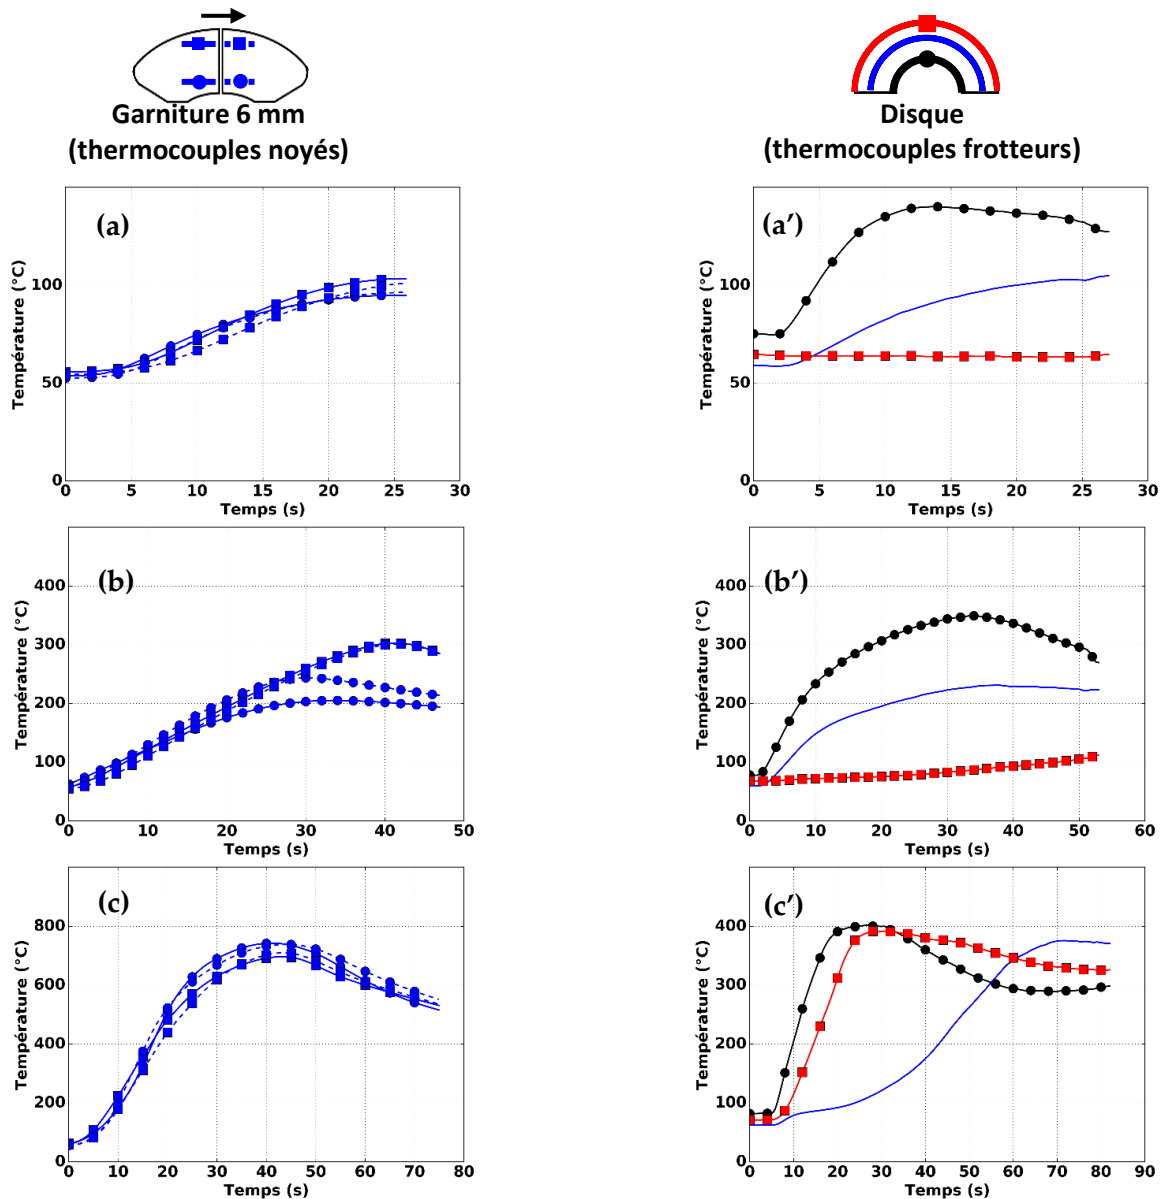 Garniture 6 mm
(thermocouples noyés)
Disque
(thermocouples frotteurs)
(a)
Température (°C)
100
50
0
0 5 10 15 20 25 30
Temps (s)
(a’)
Température (°C)
100
50
0
0 5 10 15 20 25 30
Temps (s)
(b)
Température (°C)
400
300
200
100
0
0 10 20 30 40 50
Temps (s)
(b’)
Température (°C)
400
300
200
100
0
0 10 20 30 40 50 60
Temps (s)
(c)
Température (°C)
800
600
400
200
0
0 10 20 30 40 50 60 70 80
Temps (s)
(c’)
Température (°C)
400
300
200
100
0
0 10 20 30 40 50 60 70 80 90
Temps (s)